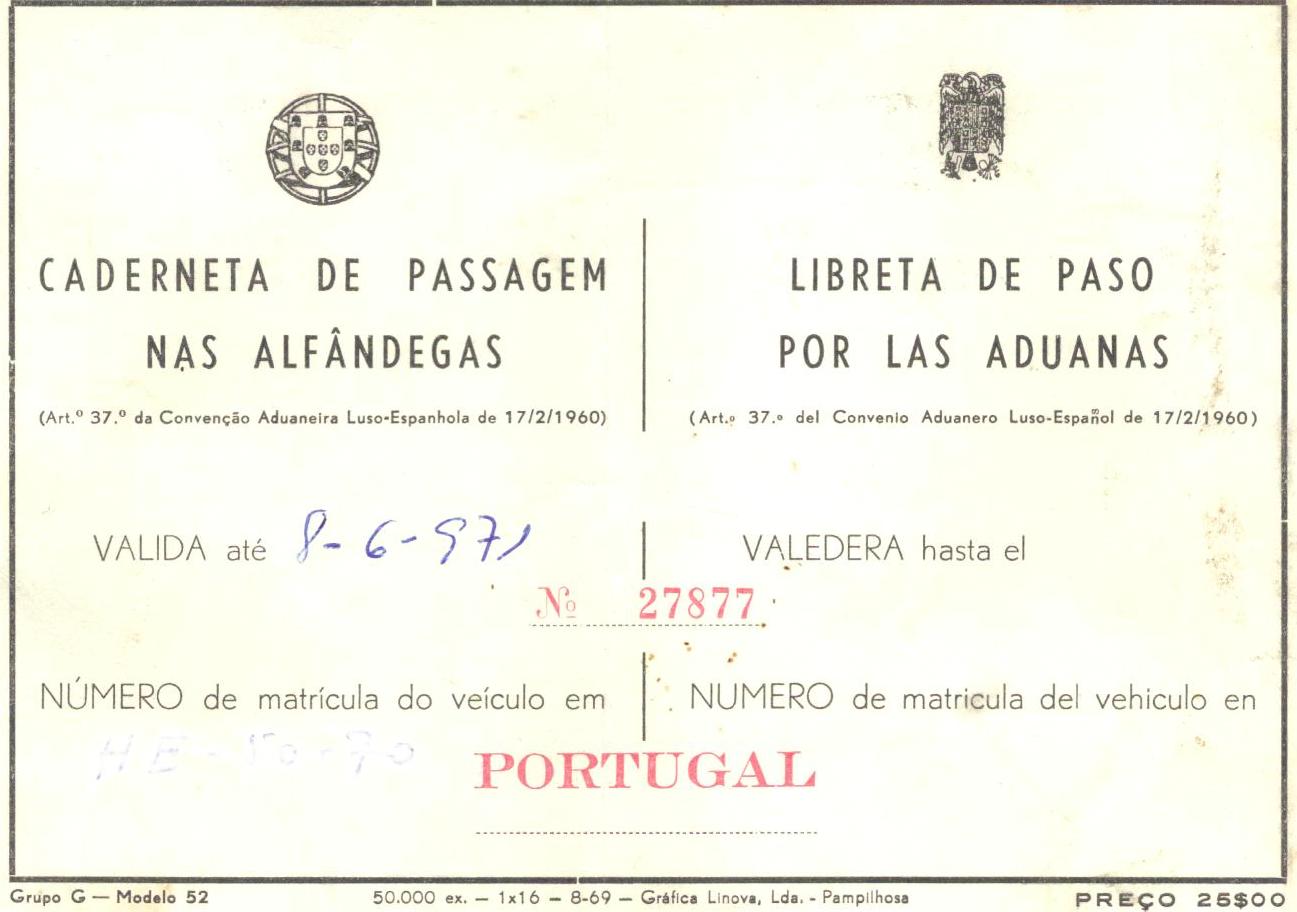 CADERNETA DE PASSAGEM
NAS ALFÂNDEGAS
(Art.º 37.º da Convenção Aduaneira Luso-Espanhola de 17/2/1960)
LIBRETA DE PASO
POR LAS ADUANAS
(Art.º 37.º del Convenio Aduanero Luso-Español de 17/2/1960)
VALIDA até 8-6-971
VALEDERA hasta el
Nº 27877
NÚMERO de matrícula do veículo em
NUMERO de matricula del vehiculo en
HE-50-70
PORTUGAL
Grupo G — Modelo 52
50.000 ex. — 1x16 — 8-69 — Gráfica Linova, Lda. - Pampilhosa
PREÇO 25$00